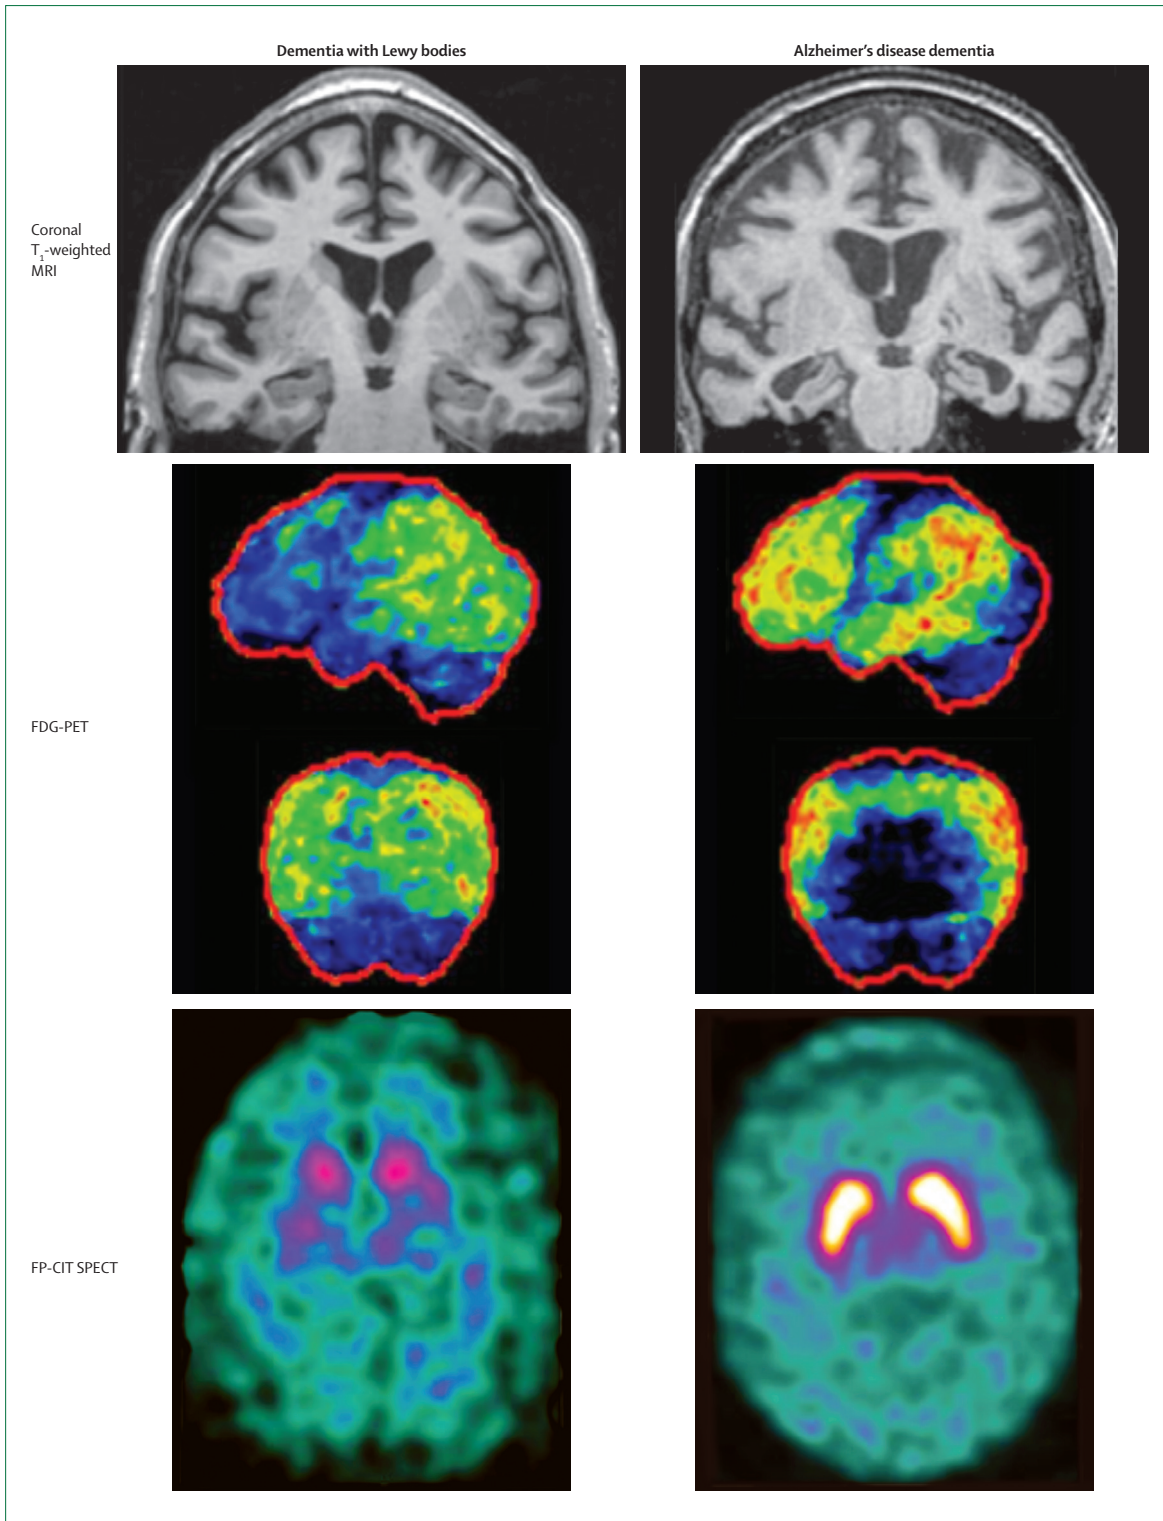 Dementia with Lewy bodies
Alzheimer's disease dementia
Coronal
T1-weighted
MRI
FDG-PET
FP-CIT SPECT